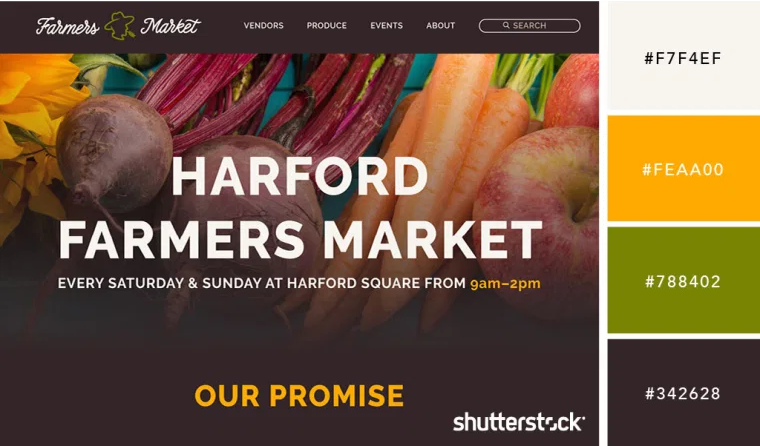 Farmers Market
VENDORS PRODUCE EVENTS ABOUT SEARCH
HARFORD
FARMERS MARKET
EVERY SATURDAY & SUNDAY AT HARFORD SQUARE FROM 9am–2pm
OUR PROMISE
shutterstock
#F7F4EF
#FEAA00
#788402
#342628